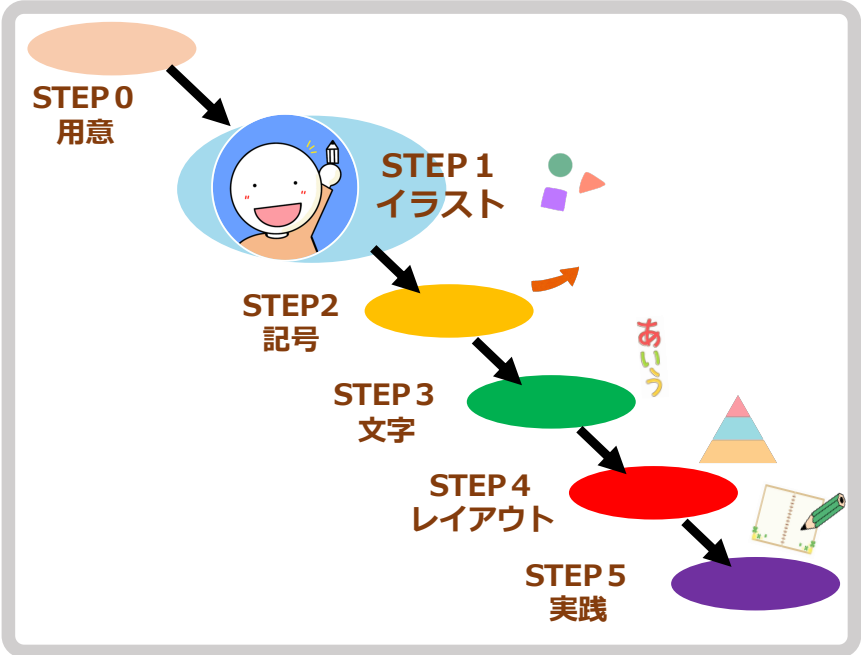 STEP０
用意
STEP１
イラスト
STEP2
記号
あいう
STEP３
文字
STEP４
レイアウト
STEP５
実践